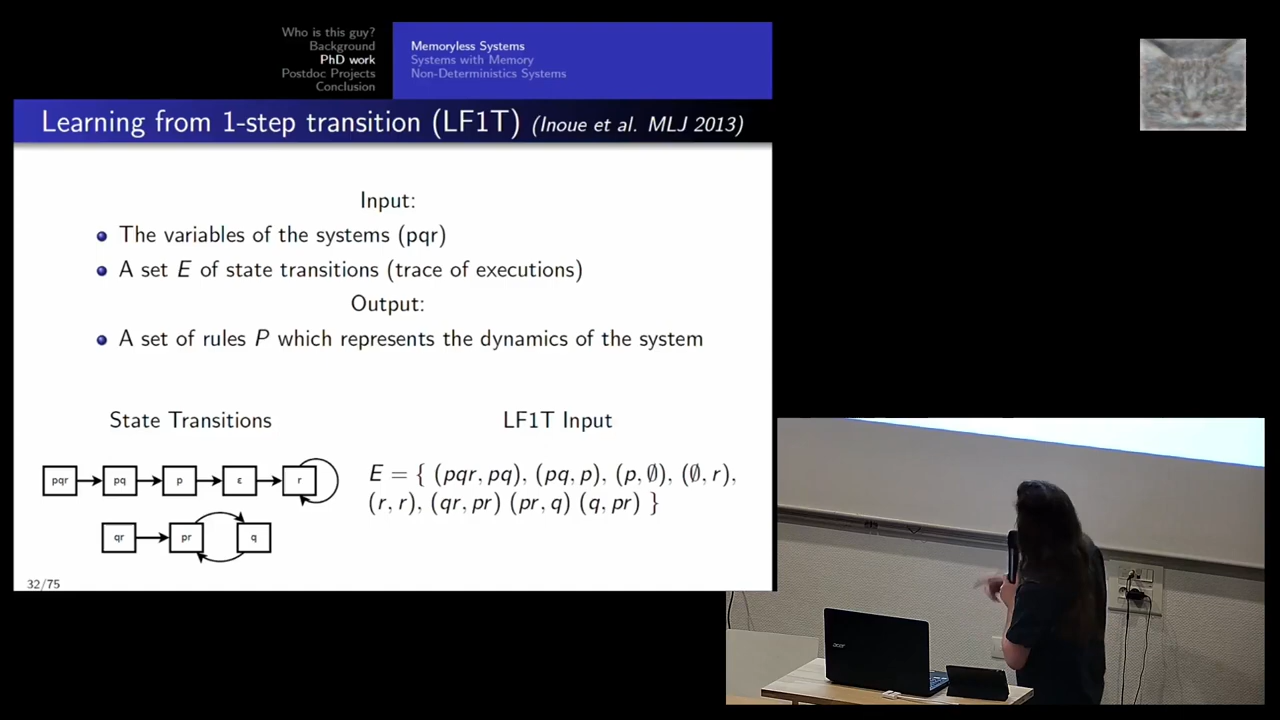 Who is this guy?
Background
PhD work
Postdoc Projects
Conclusion
Memoryless Systems
Systems with Memory
Non-Deterministics Systems
Learning from 1-step transition (LF1T) (Inoue et al. MLJ 2013)
Input:
The variables of the systems (pqr)
A set E of state transitions (trace of executions)
Output:
A set of rules P which represents the dynamics of the system
State Transitions
pqr pq p ε r
qr pr q
LF1T Input
E = { (pqr, pq), (pq, p), (p, ∅), (∅, r),
(r, r), (qr, pr) (pr, q) (q, pr) }
32/75
acer